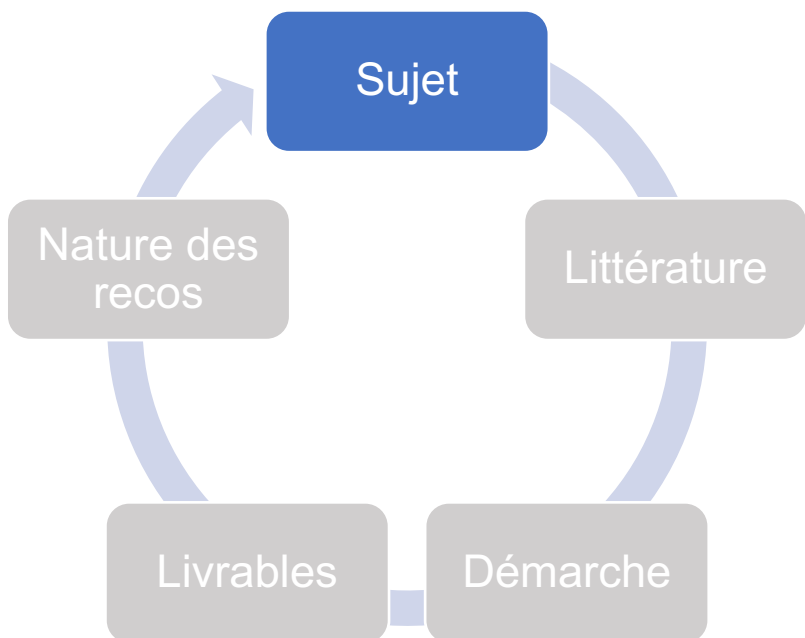 Sujet
Littérature
Démarche
Livrables
Nature des
recos